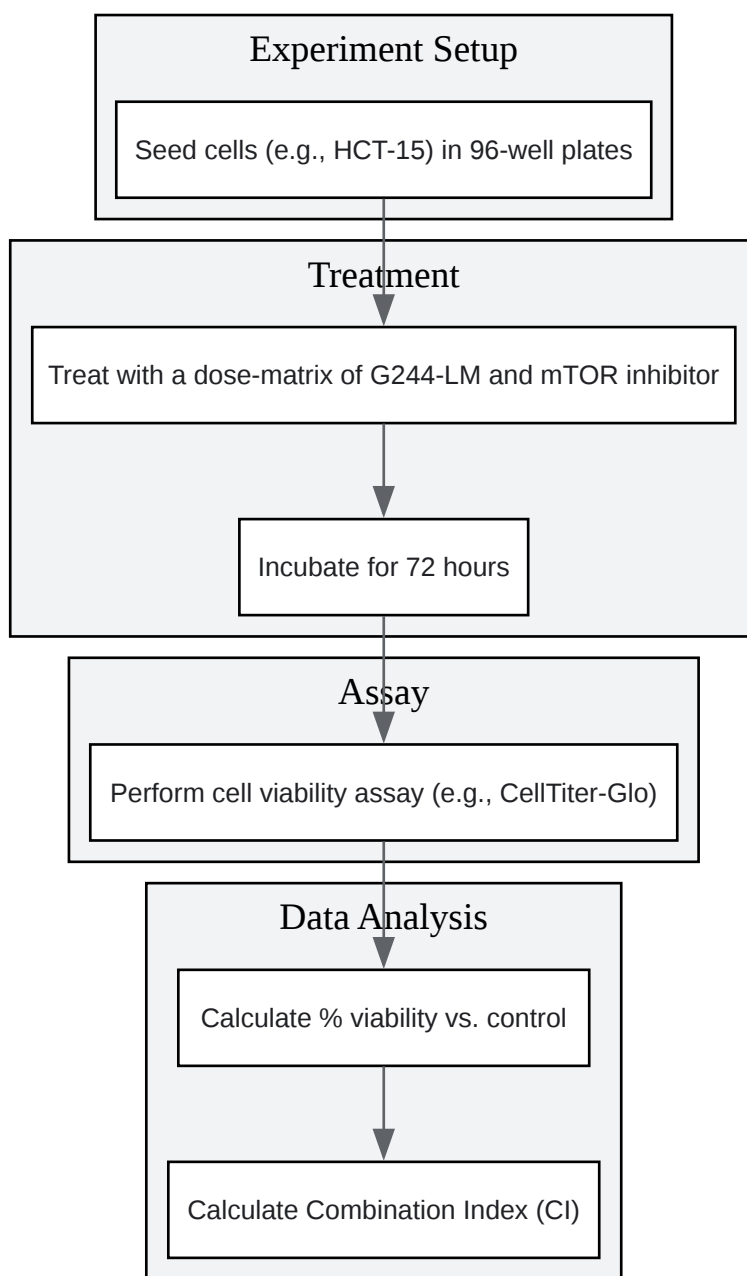 Experiment Setup
Seed cells (e.g., HCT-15) in 96-well plates
Treatment
Treat with a dose-matrix of G244-LM and mTOR inhibitor
Incubate for 72 hours
Assay
Perform cell viability assay (e.g., CellTiter-Glo)
Data Analysis
Calculate % viability vs. control
Calculate Combination Index (CI)